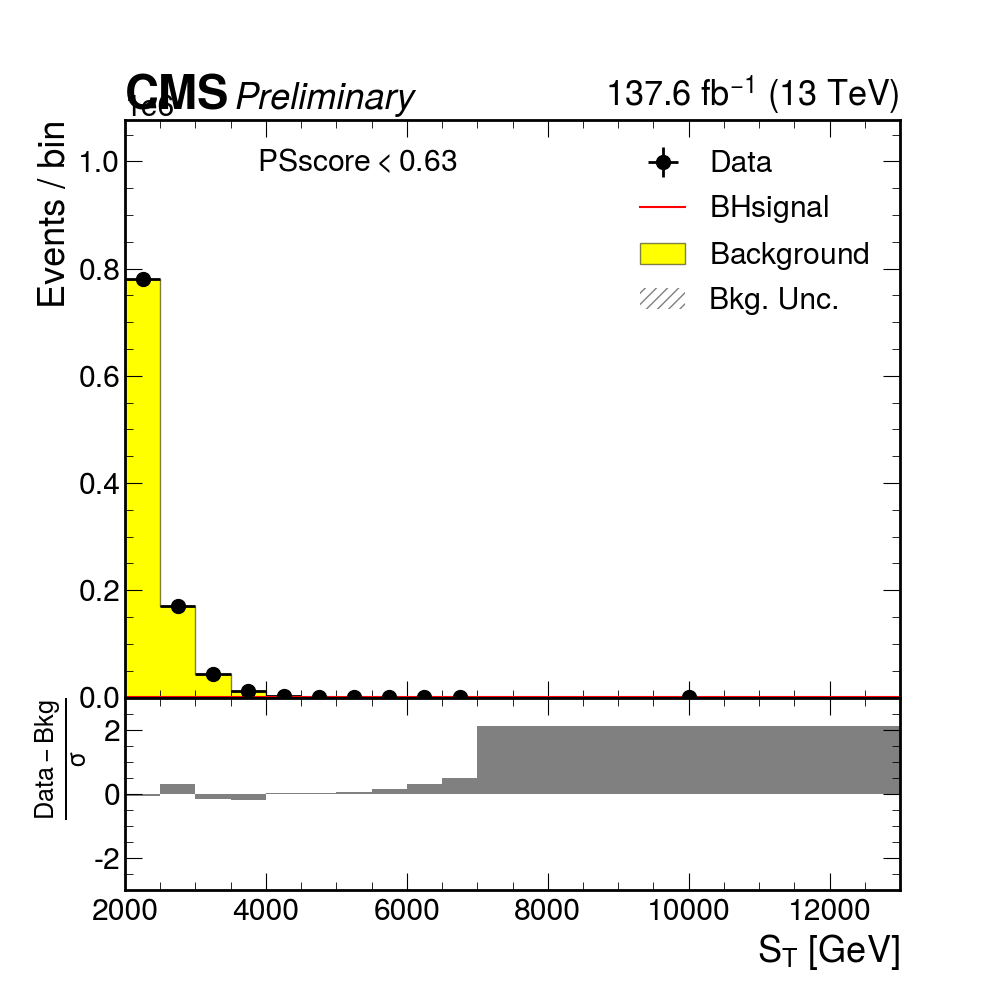 CMS Preliminary 137.6 fb⁻¹ (13 TeV)
1e6
Events / bin
PSscore < 0.63
Data
BHsignal
Background
Bkg. Unc.
1.0
0.8
0.6
0.4
0.2
0.0
Data − Bkg
σ
2
0
-2
2000 4000 6000 8000 10000 12000
S_T [GeV]